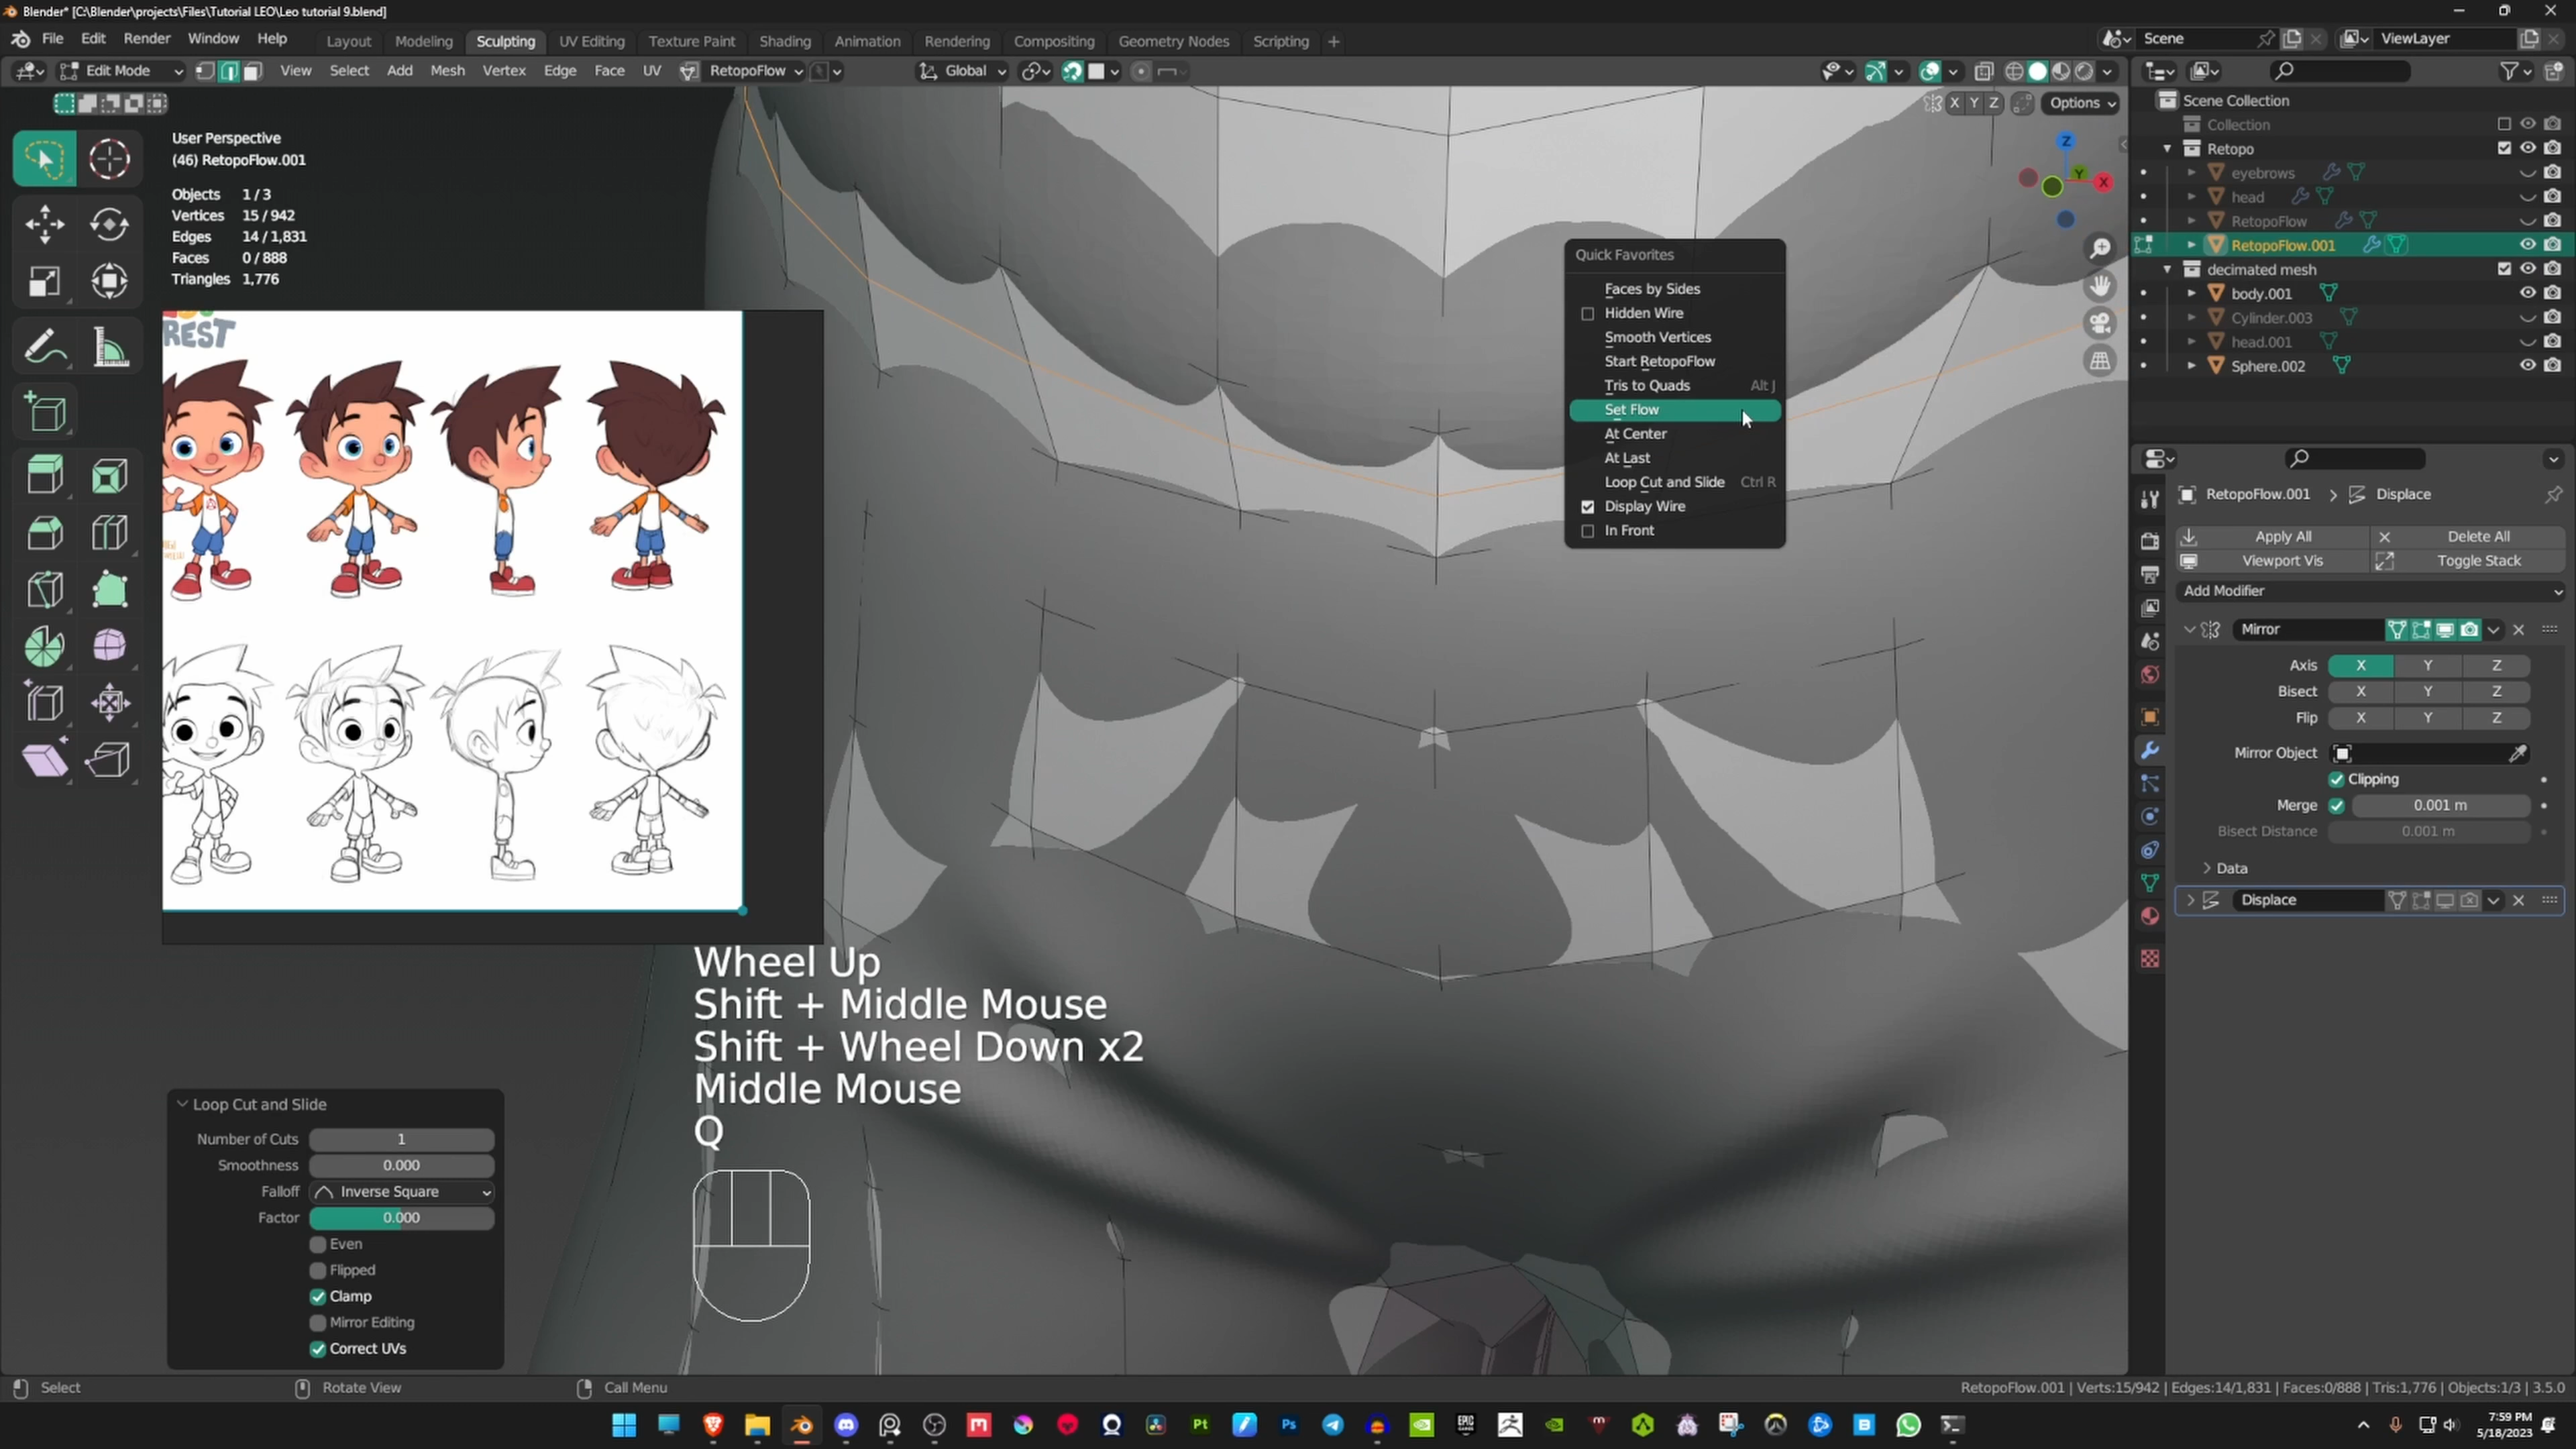 Blender* [C:\Blender\projects\Files\Tutorial LEO\Leo tutorial 9.blend]
File Edit Render Window Help
Layout Modeling Sculpting UV Editing Texture Paint Shading Animation Rendering Compositing Geometry Nodes Scripting +
Scene
ViewLayer
Edit Mode
View Select Add Mesh Vertex Edge Face UV
RetopoFlow
Global
X Y Z
Options
User Perspective
(46) RetopoFlow.001
Objects 1 / 3
Vertices 15 / 942
Edges 14 / 1,831
Faces 0 / 888
Triangles 1,776
REST
Z
Y
X
Quick Favorites
Faces by Sides
Hidden Wire
Smooth Vertices
Start RetopoFlow
Tris to Quads Alt J
Set Flow
At Center
At Last
Loop Cut and Slide Ctrl R
Display Wire
In Front
Wheel Up
Shift + Middle Mouse
Shift + Wheel Down x2
Middle Mouse
Q
Loop Cut and Slide
Number of Cuts 1
Smoothness 0.000
Falloff Inverse Square
Factor 0.000
Even
Flipped
Clamp
Mirror Editing
Correct UVs
Scene Collection
Collection
Retopo
eyebrows
head
RetopoFlow
RetopoFlow.001
decimated mesh
body.001
Cylinder.003
head.001
Sphere.002
RetopoFlow.001 > Displace
Apply All Delete All
Viewport Vis Toggle Stack
Add Modifier
Mirror
Axis X Y Z
Bisect X Y Z
Flip X Y Z
Mirror Object
Clipping
Merge 0.001 m
Bisect Distance 0.001 m
Data
Displace
Select
Rotate View
Call Menu
RetopoFlow.001 | Verts:15/942 | Edges:14/1,831 | Faces:0/888 | Tris:1,776 | Objects:1/3 | 3.5.0
Pt
Ps
EPIC
7:59 PM
5/18/2023